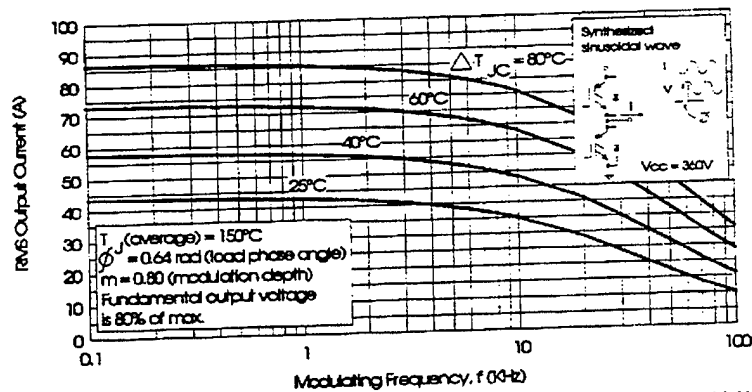 RMS Output Current (A)
100
90
80
70
60
50
40
30
20
10
0
△T JC = 80°C
60°C
40°C
25°C
Synthesized
sinusoidal wave
Vcc = 360V
T J (average) = 150°C
ϕ = 0.64 rad (load phase angle)
m = 0.80 (modulation depth)
Fundamental output voltage
is 80% of max.
0.1
1
10
100
Modulating Frequency, f (KHz)